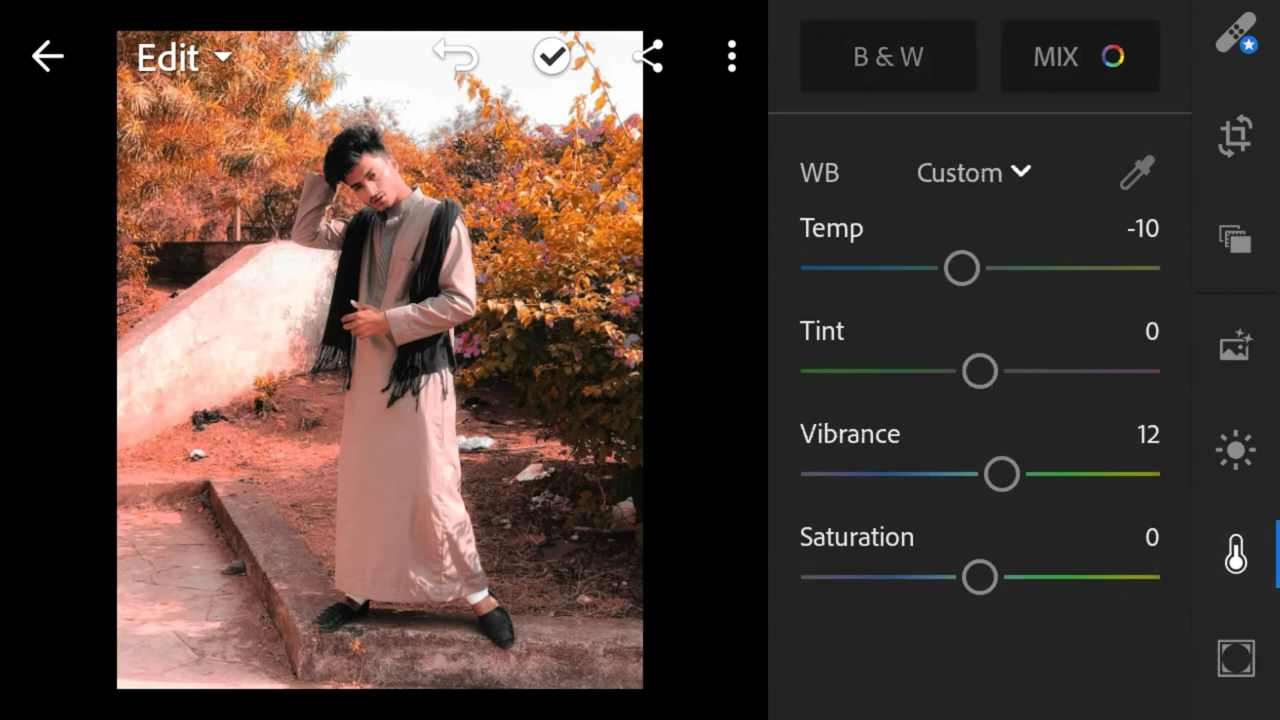 Edit
B & W
MIX
WB
Custom
Temp
-10
Tint
0
Vibrance
12
Saturation
0